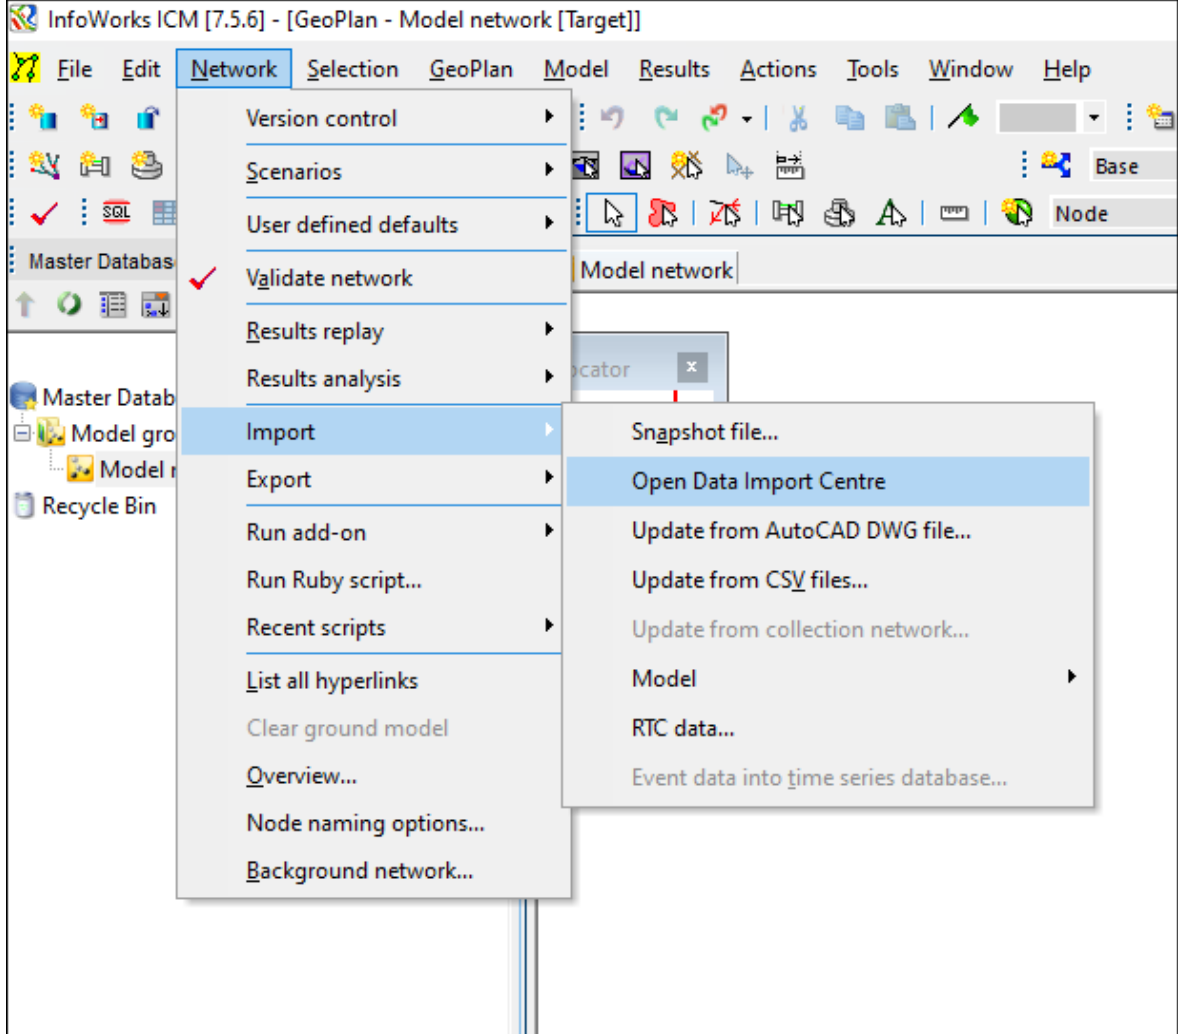 InfoWorks ICM [7.5.6] - [GeoPlan - Model network [Target]]
File Edit Network Selection GeoPlan Model Results Actions Tools Window Help
Version control
Scenarios
Base
User defined defaults
SQL
Node
Master Databas
Validate network
Model network
Results replay
Results analysis
ocator
x
Master Datab
Import
Model gro
Snapshot file...
Model r
Export
Open Data Import Centre
Recycle Bin
Run add-on
Update from AutoCAD DWG file...
Run Ruby script...
Update from CSV files...
Recent scripts
Update from collection network...
List all hyperlinks
Model
Clear ground model
RTC data...
Overview...
Event data into time series database...
Node naming options...
Background network...